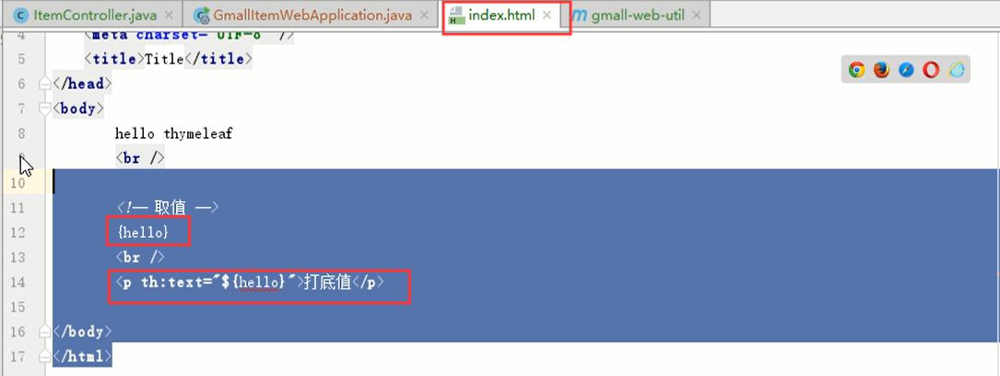 ItemController.java GmallItemWebApplication.java index.html gmall-web-util
4 <meta charset="UTF-8" />
5 <title>Title</title>
6 </head>
7 <body>
8 hello thymeleaf
9 <br />
10
11 <!-- 取值 -->
12 {hello}
13 <br />
14 <p th:text="${hello}">打底值</p>
15
16 </body>
17 </html>